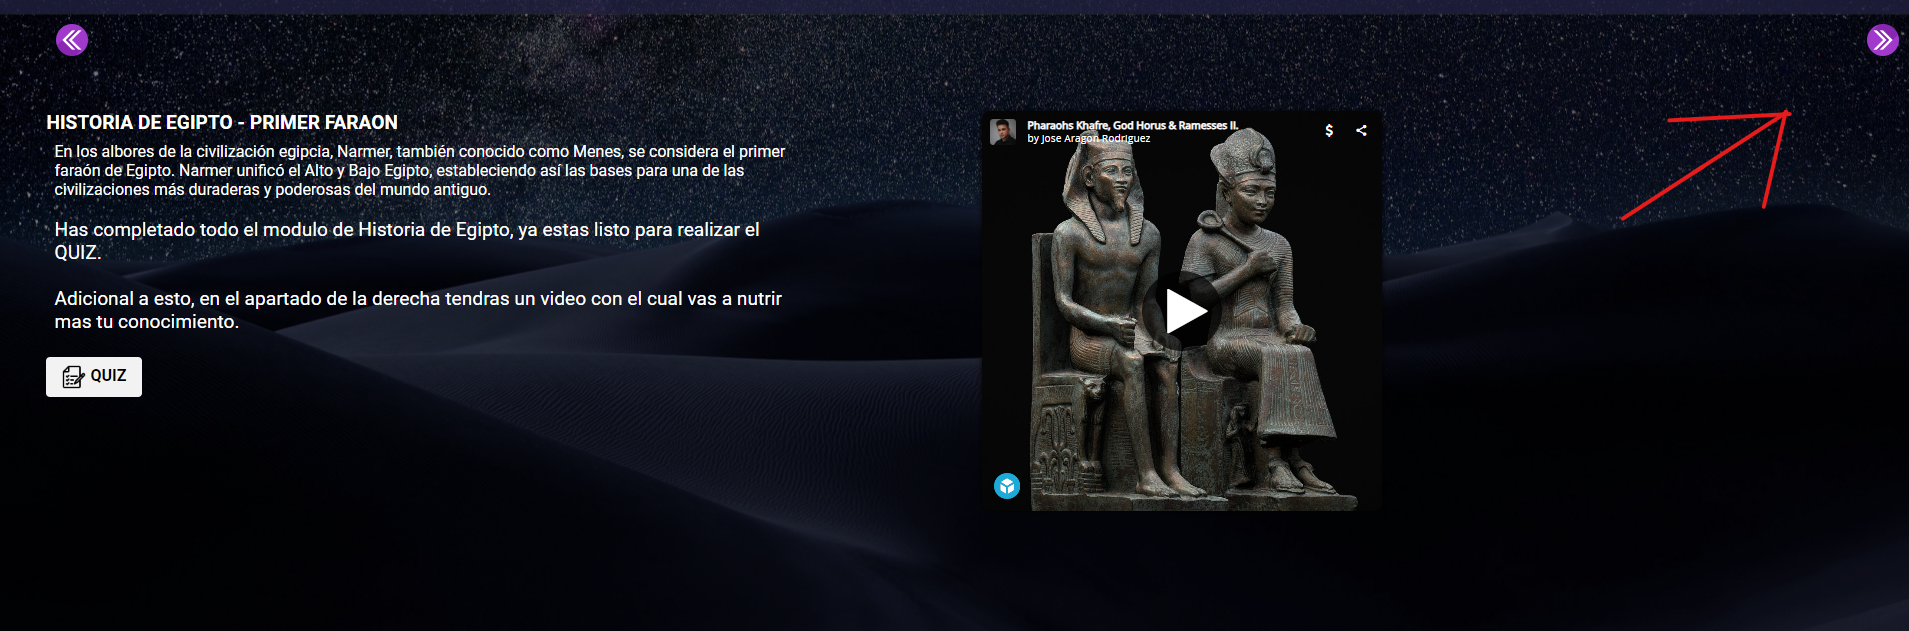 HISTORIA DE EGIPTO - PRIMER FARAON
En los albores de la civilización egipcia, Narmer, también conocido como Menes, se considera el primer
faraón de Egipto. Narmer unificó el Alto y Bajo Egipto, estableciendo así las bases para una de las
civilizaciones más duraderas y poderosas del mundo antiguo.
Has completado todo el modulo de Historia de Egipto, ya estas listo para realizar el
QUIZ.
Adicional a esto, en el apartado de la derecha tendras un video con el cual vas a nutrir
mas tu conocimiento.
QUIZ
Pharaohs Khafre, God Horus & Ramesses II.
by Jose Aragon Rodriguez
$